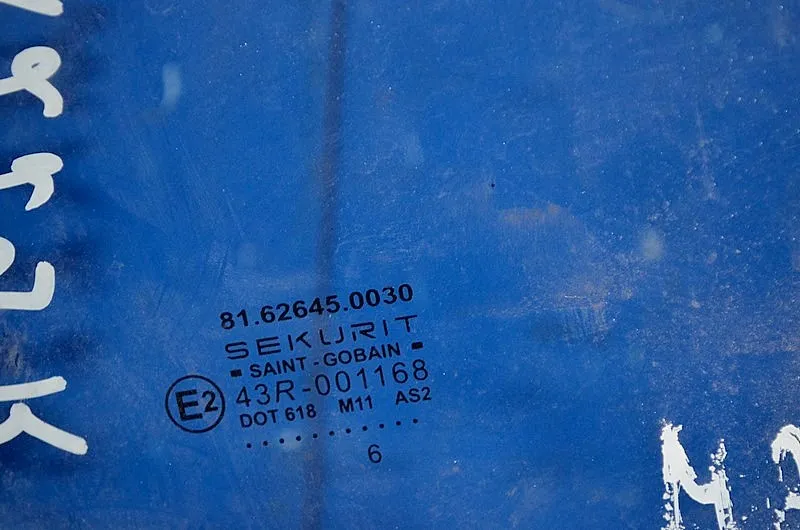 81.62645.0030
SEKURIT
SAINT-GOBAIN
E2
43R-001168
DOT 618 M11 AS2
..........
6